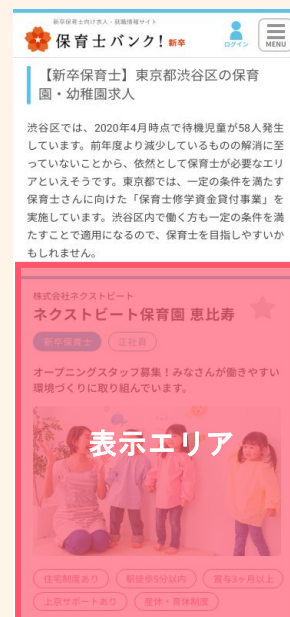 新卒保育士向け求人・就職情報サイト
保育士バンク! 新卒
ログイン
MENU
【新卒保育士】東京都渋谷区の保育
園・幼稚園求人
渋谷区では、2020年4月時点で待機児童が58人発生
しています。前年度より減少しているものの解消に至
っていないことから、依然として保育士が必要なエリ
アといえそうです。東京都では、一定の条件を満たす
保育士さんに向けた「保育士修学資金貸付事業」を
実施しています。渋谷区内で働く方も一定の条件を満
たすことで適用になるので、保育士を目指しやすいか
もしれません。
株式会社ネクストビート
ネクストビート保育園 恵比寿
新卒保育士 正社員
オープニングスタッフ募集!みなさんが働きやすい
環境づくりに取り組んでいます。
表示エリア
住宅制度あり 駅徒歩5分以内 賞与3ヶ月以上
上京サポートあり 産休・育休制度